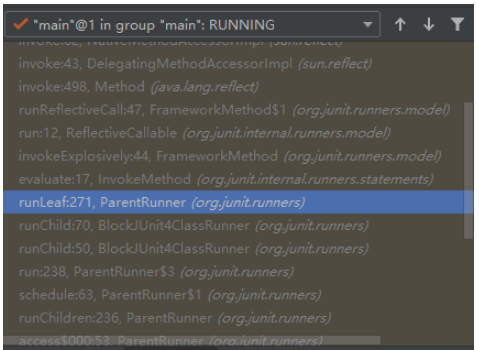 "main"@1 in group "main": RUNNING
invoke:62, NativeMethodAccessorImpl (sun.reflect)
invoke:43, DelegatingMethodAccessorImpl (sun.reflect)
invoke:498, Method (java.lang.reflect)
runReflectiveCall:47, FrameworkMethod$1 (org.junit.runners.model)
run:12, ReflectiveCallable (org.junit.internal.runners.model)
invokeExplosively:44, FrameworkMethod (org.junit.runners.model)
evaluate:17, InvokeMethod (org.junit.internal.runners.statements)
runLeaf:271, ParentRunner (org.junit.runners)
runChild:70, BlockJUnit4ClassRunner (org.junit.runners)
runChild:50, BlockJUnit4ClassRunner (org.junit.runners)
run:238, ParentRunner$3 (org.junit.runners)
schedule:63, ParentRunner$1 (org.junit.runners)
runChildren:236, ParentRunner (org.junit.runners)
access$000:53, ParentRunner (org.junit.runners)